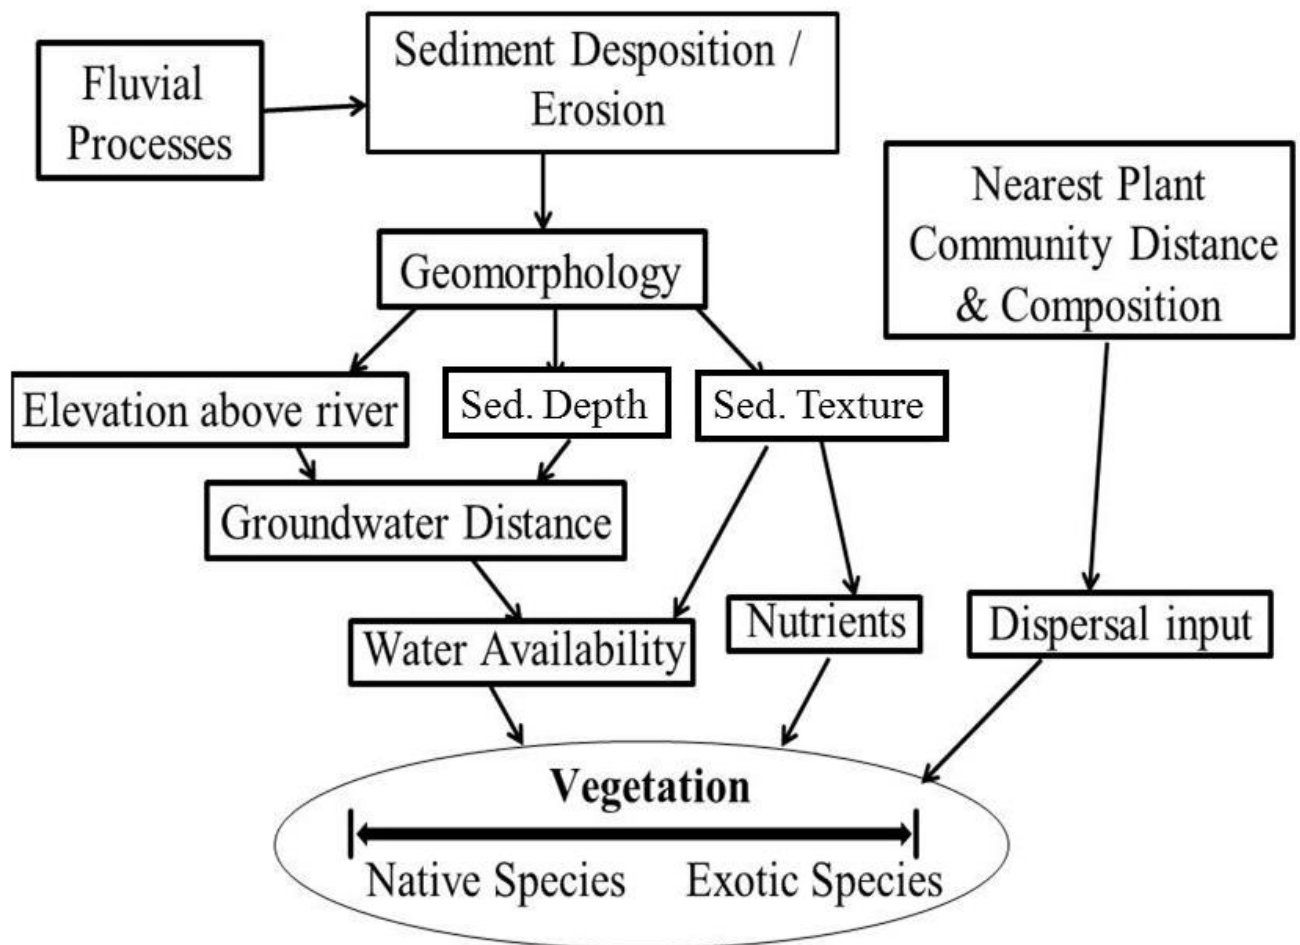 Fluvial
Processes
Sediment Desposition /
Erosion
Nearest Plant
Community Distance
& Composition
Geomorphology
Elevation above river
Sed. Depth
Sed. Texture
Groundwater Distance
Water Availability
Nutrients
Dispersal input
Vegetation
Native Species
Exotic Species